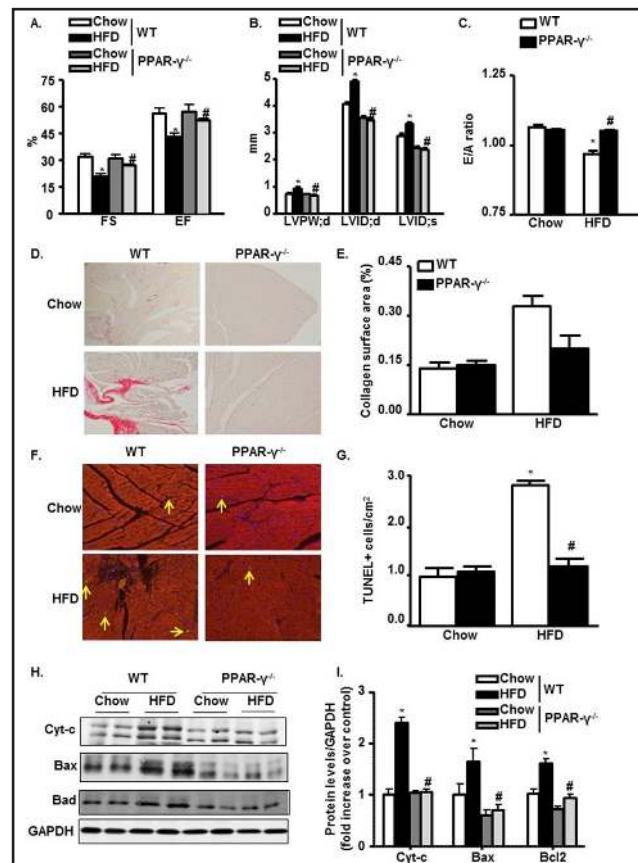 A.
Chow
HFD
WT
Chow
HFD
PPAR-γ-/-
%
60
45
30
15
0
*
#
*
#
FS
EF
B.
Chow
HFD
WT
Chow
HFD
PPAR-γ-/-
mm
5
4
3
2
1
0
*
#
*
#
*
#
LVPW;d
LVID;d
LVID;s
C.
WT
PPAR-γ-/-
E/A ratio
1.25
1.00
0.75
*
#
Chow
HFD
D.
WT
PPAR-γ-/-
Chow
HFD
E.
WT
PPAR-γ-/-
Collagen surface area (%)
0.45
0.30
0.15
0.00
Chow
HFD
F.
WT
PPAR-γ-/-
Chow
HFD
G.
TUNEL+ cells/cm2
3.0
2.0
1.0
0.0
*
#
Chow
HFD
H.
WT
PPAR-γ-/-
Chow
HFD
Chow
HFD
Cyt-c
Bax
Bad
GAPDH
I.
Chow
HFD
WT
Chow
HFD
PPAR-γ-/-
Protein levels/GAPDH
(fold increase over control)
3
2
1
0
*
#
*
#
*
#
Cyt-c
Bax
Bcl2